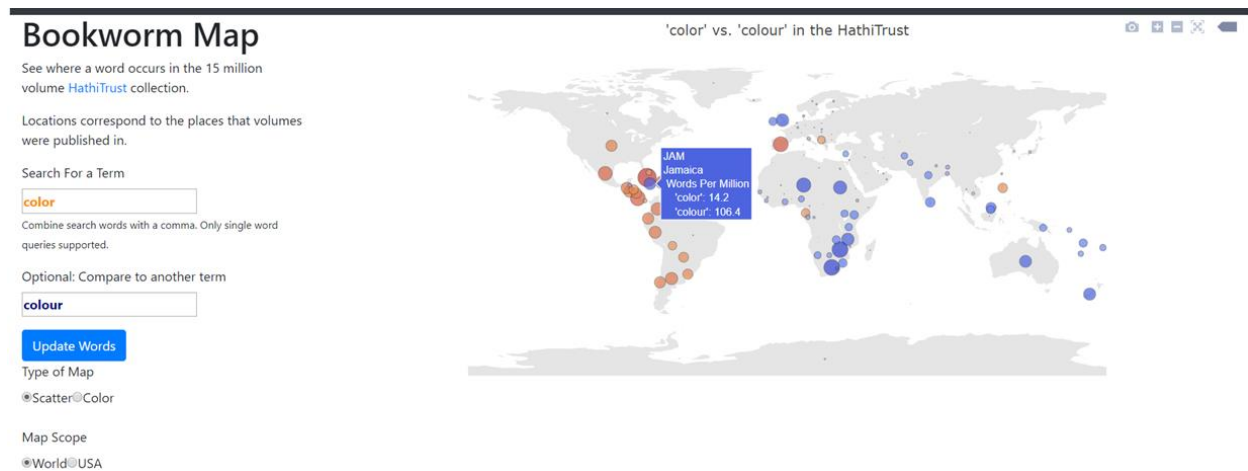 Bookworm Map
See where a word occurs in the 15 million
volume HathiTrust collection.
Locations correspond to the places that volumes
were published in.
Search For a Term
color
Combine search words with a comma. Only single word
queries supported.
Optional: Compare to another term
colour
Update Words
Type of Map
Scatter Color
Map Scope
World USA
'color' vs. 'colour' in the HathiTrust
JAM
Jamaica
Words Per Million
'color': 14.2
'colour': 106.4